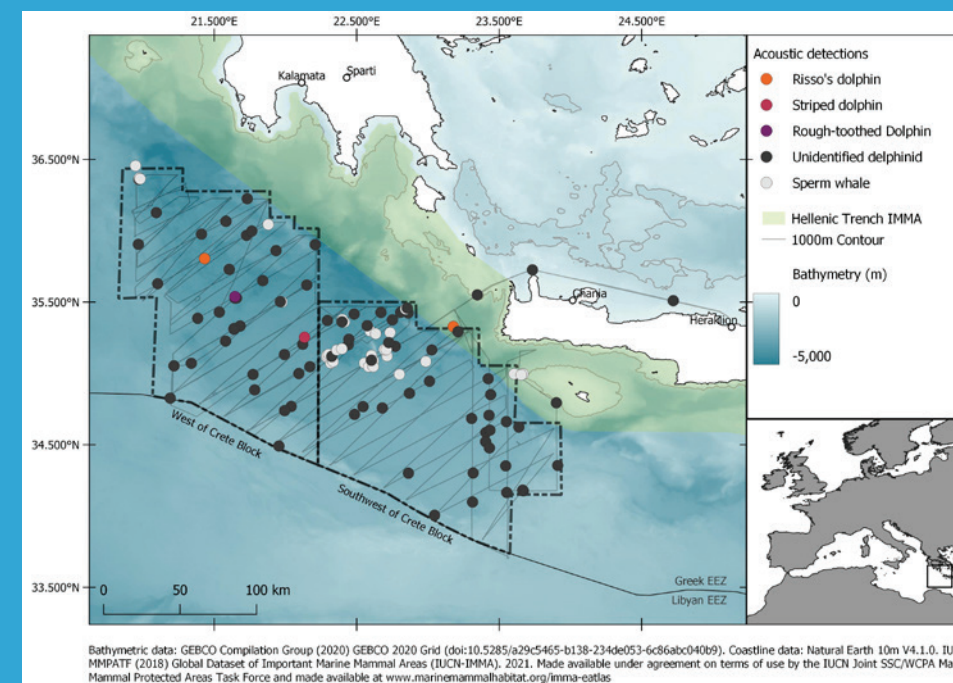 21.500°E 22.500°E 23.500°E 24.500°E
Acoustic detections
Risso's dolphin
Striped dolphin
Rough-toothed Dolphin
Unidentified delphinid
Sperm whale
Hellenic Trench IMMA
1000m Contour
Bathymetry (m)
0
-5,000
Kalamata
Sparti
36.500°N
35.500°N
Chania
Heraklion
34.500°N
West of Crete Block
Southwest of Crete Block
33.500°N
0 50 100 km
Greek EEZ
Libyan EEZ
Bathymetric data: GEBCO Compilation Group (2020) GEBCO 2020 Grid (doi:10.5285/a29c5465-b138-234de053-6c86abc040b9). Coastline data: Natural Earth 10m V4.1.0. IU
MMPATF (2018) Global Dataset of Important Marine Mammal Areas (IUCN-IMMA). 2021. Made available under agreement on terms of use by the IUCN Joint SSC/WCPA Ma
Mammal Protected Areas Task Force and made available at www.marinemammalhabitat.org/imma-eatlas